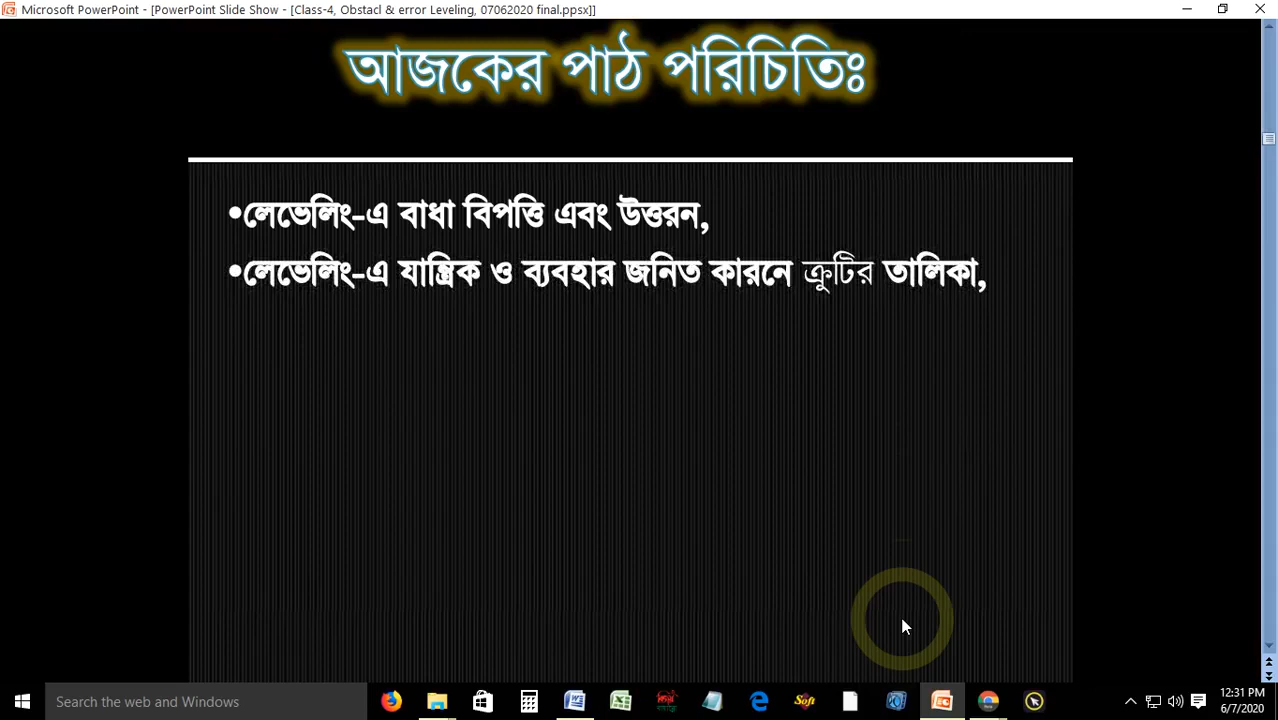 Microsoft PowerPoint - [PowerPoint Slide Show - [Class-4, Obstacl & error Leveling, 07062020 final.ppsx]]
আজকের পাঠ পরিচিতিঃ
•লেভেলিং-এ বাধা বিপত্তি এবং উত্তরন,
•লেভেলিং-এ যান্ত্রিক ও ব্যবহার জনিত কারনে ক্রুটির তালিকা,
Search the web and Windows
Soft
12:31 PM
6/7/2020